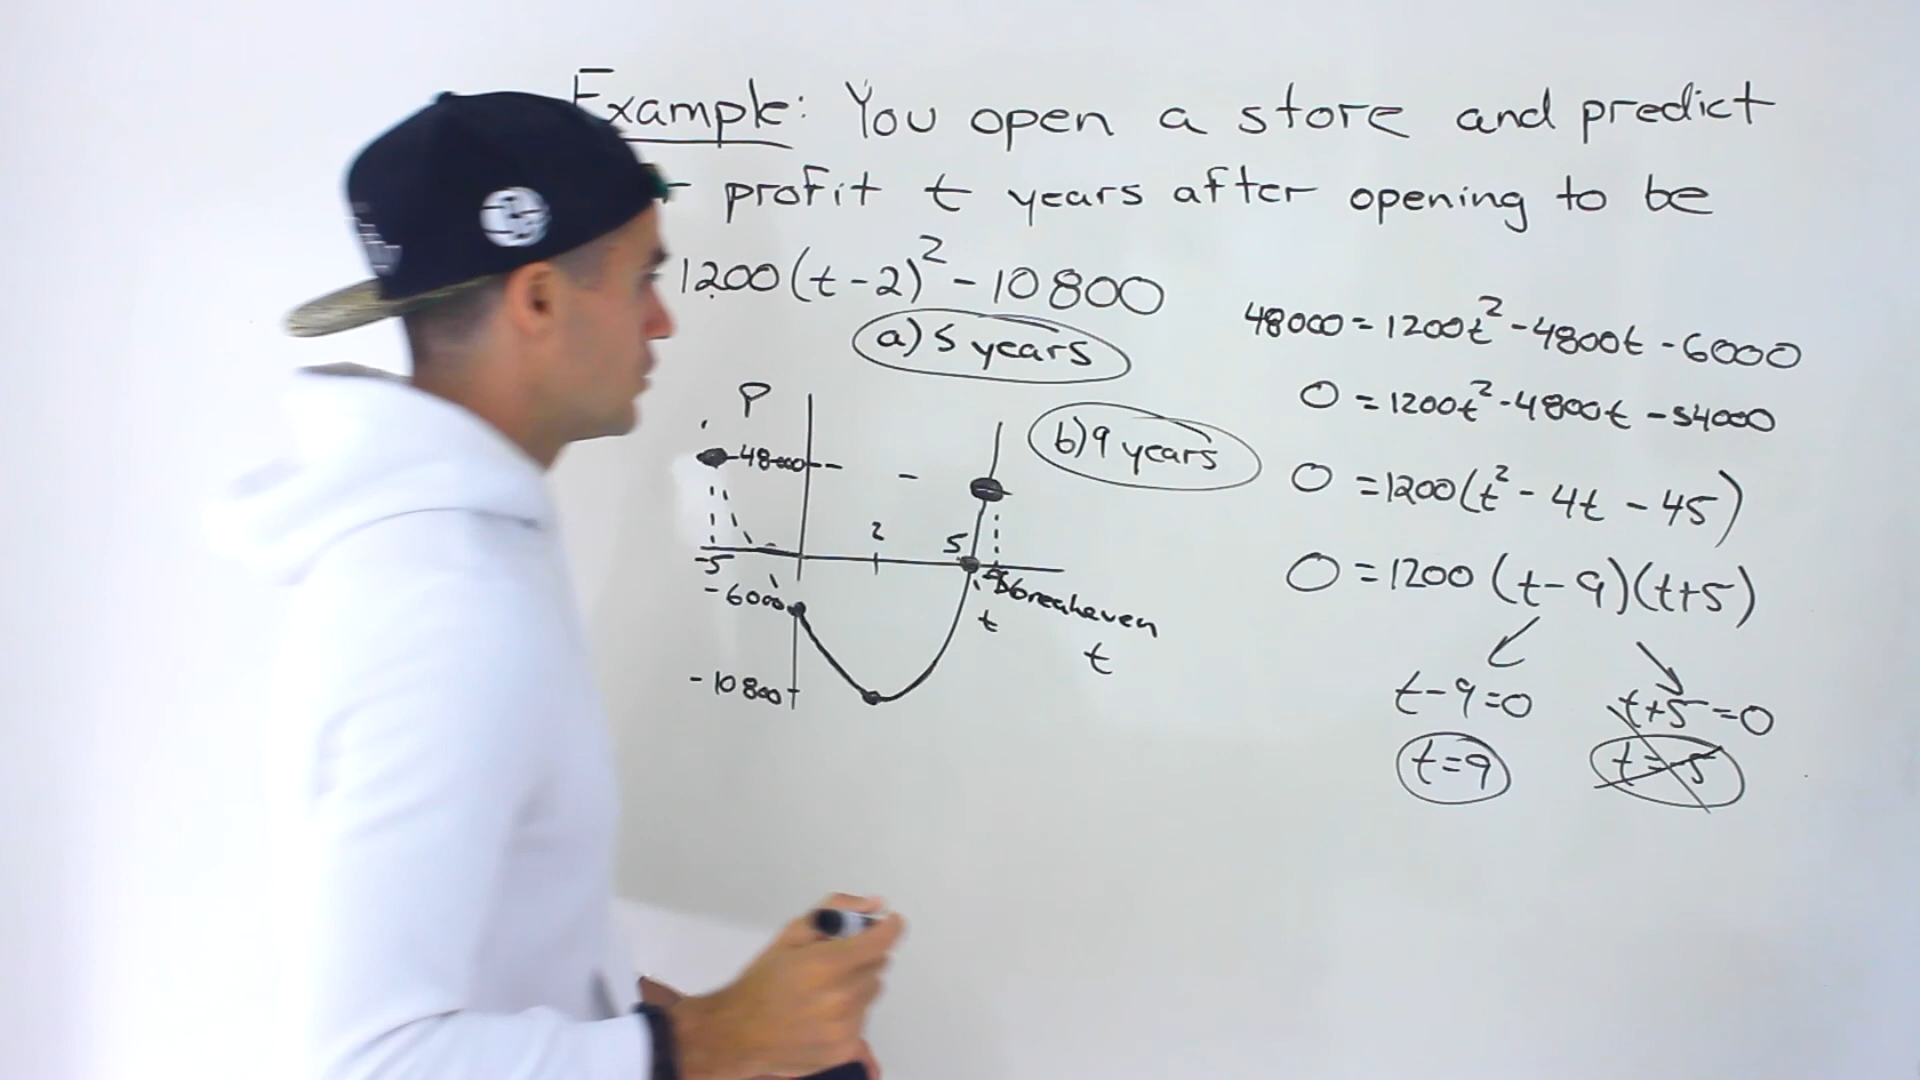 Example: You open a store and predict
profit t years after opening to be
1200(t-2)² - 10800
a) 5 years
48000 = 1200t² - 4800t - 6000
0 = 1200t² - 4800t - 54000
b) 9 years
0 = 1200(t² - 4t - 45)
0 = 1200 (t-9)(t+5)
t-9=0
t+5=0
t=9
t=-5
P
48000
2
5
-5
-6000
breakeven
t
t
-10800